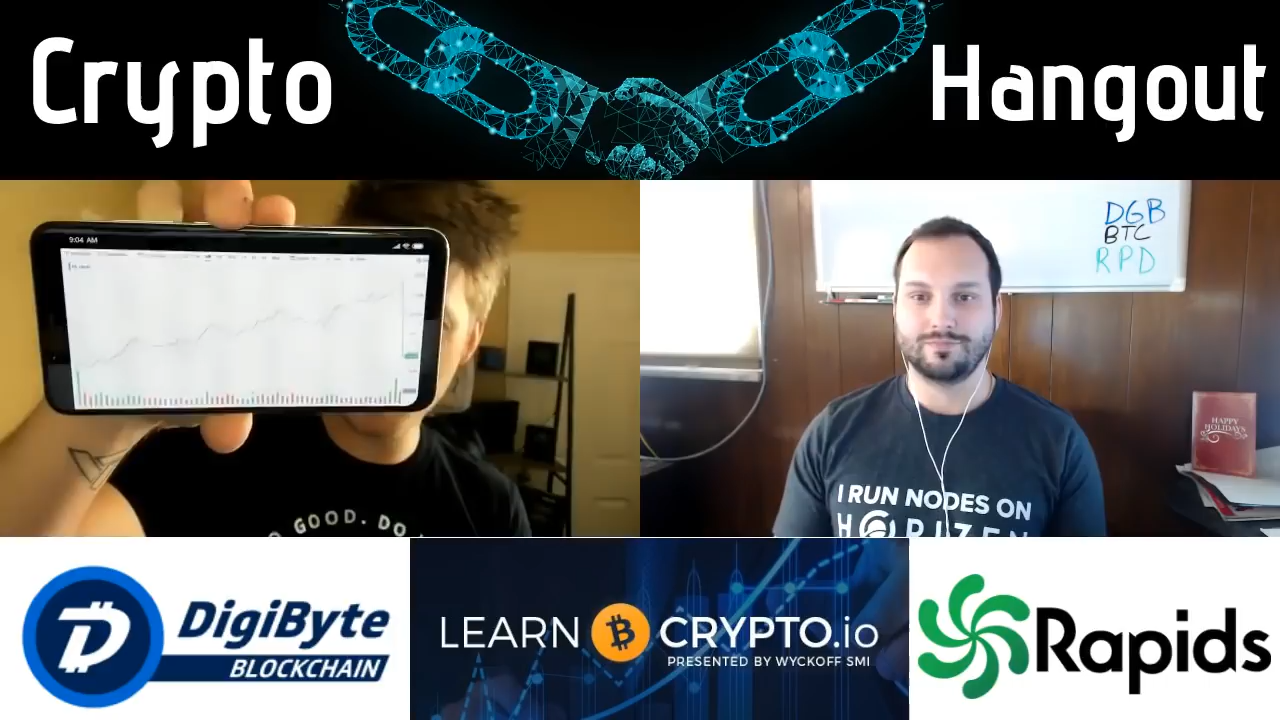 Crypto
Hangout
9:04 AM
DGB
BTC
RPD
HAPPY
HOLIDAYS
GOOD. DO
I RUN NODES ON
HORIZEN
DigiByte
BLOCKCHAIN
LEARN CRYPTO.io
PRESENTED BY WYCKOFF SMI
Rapids